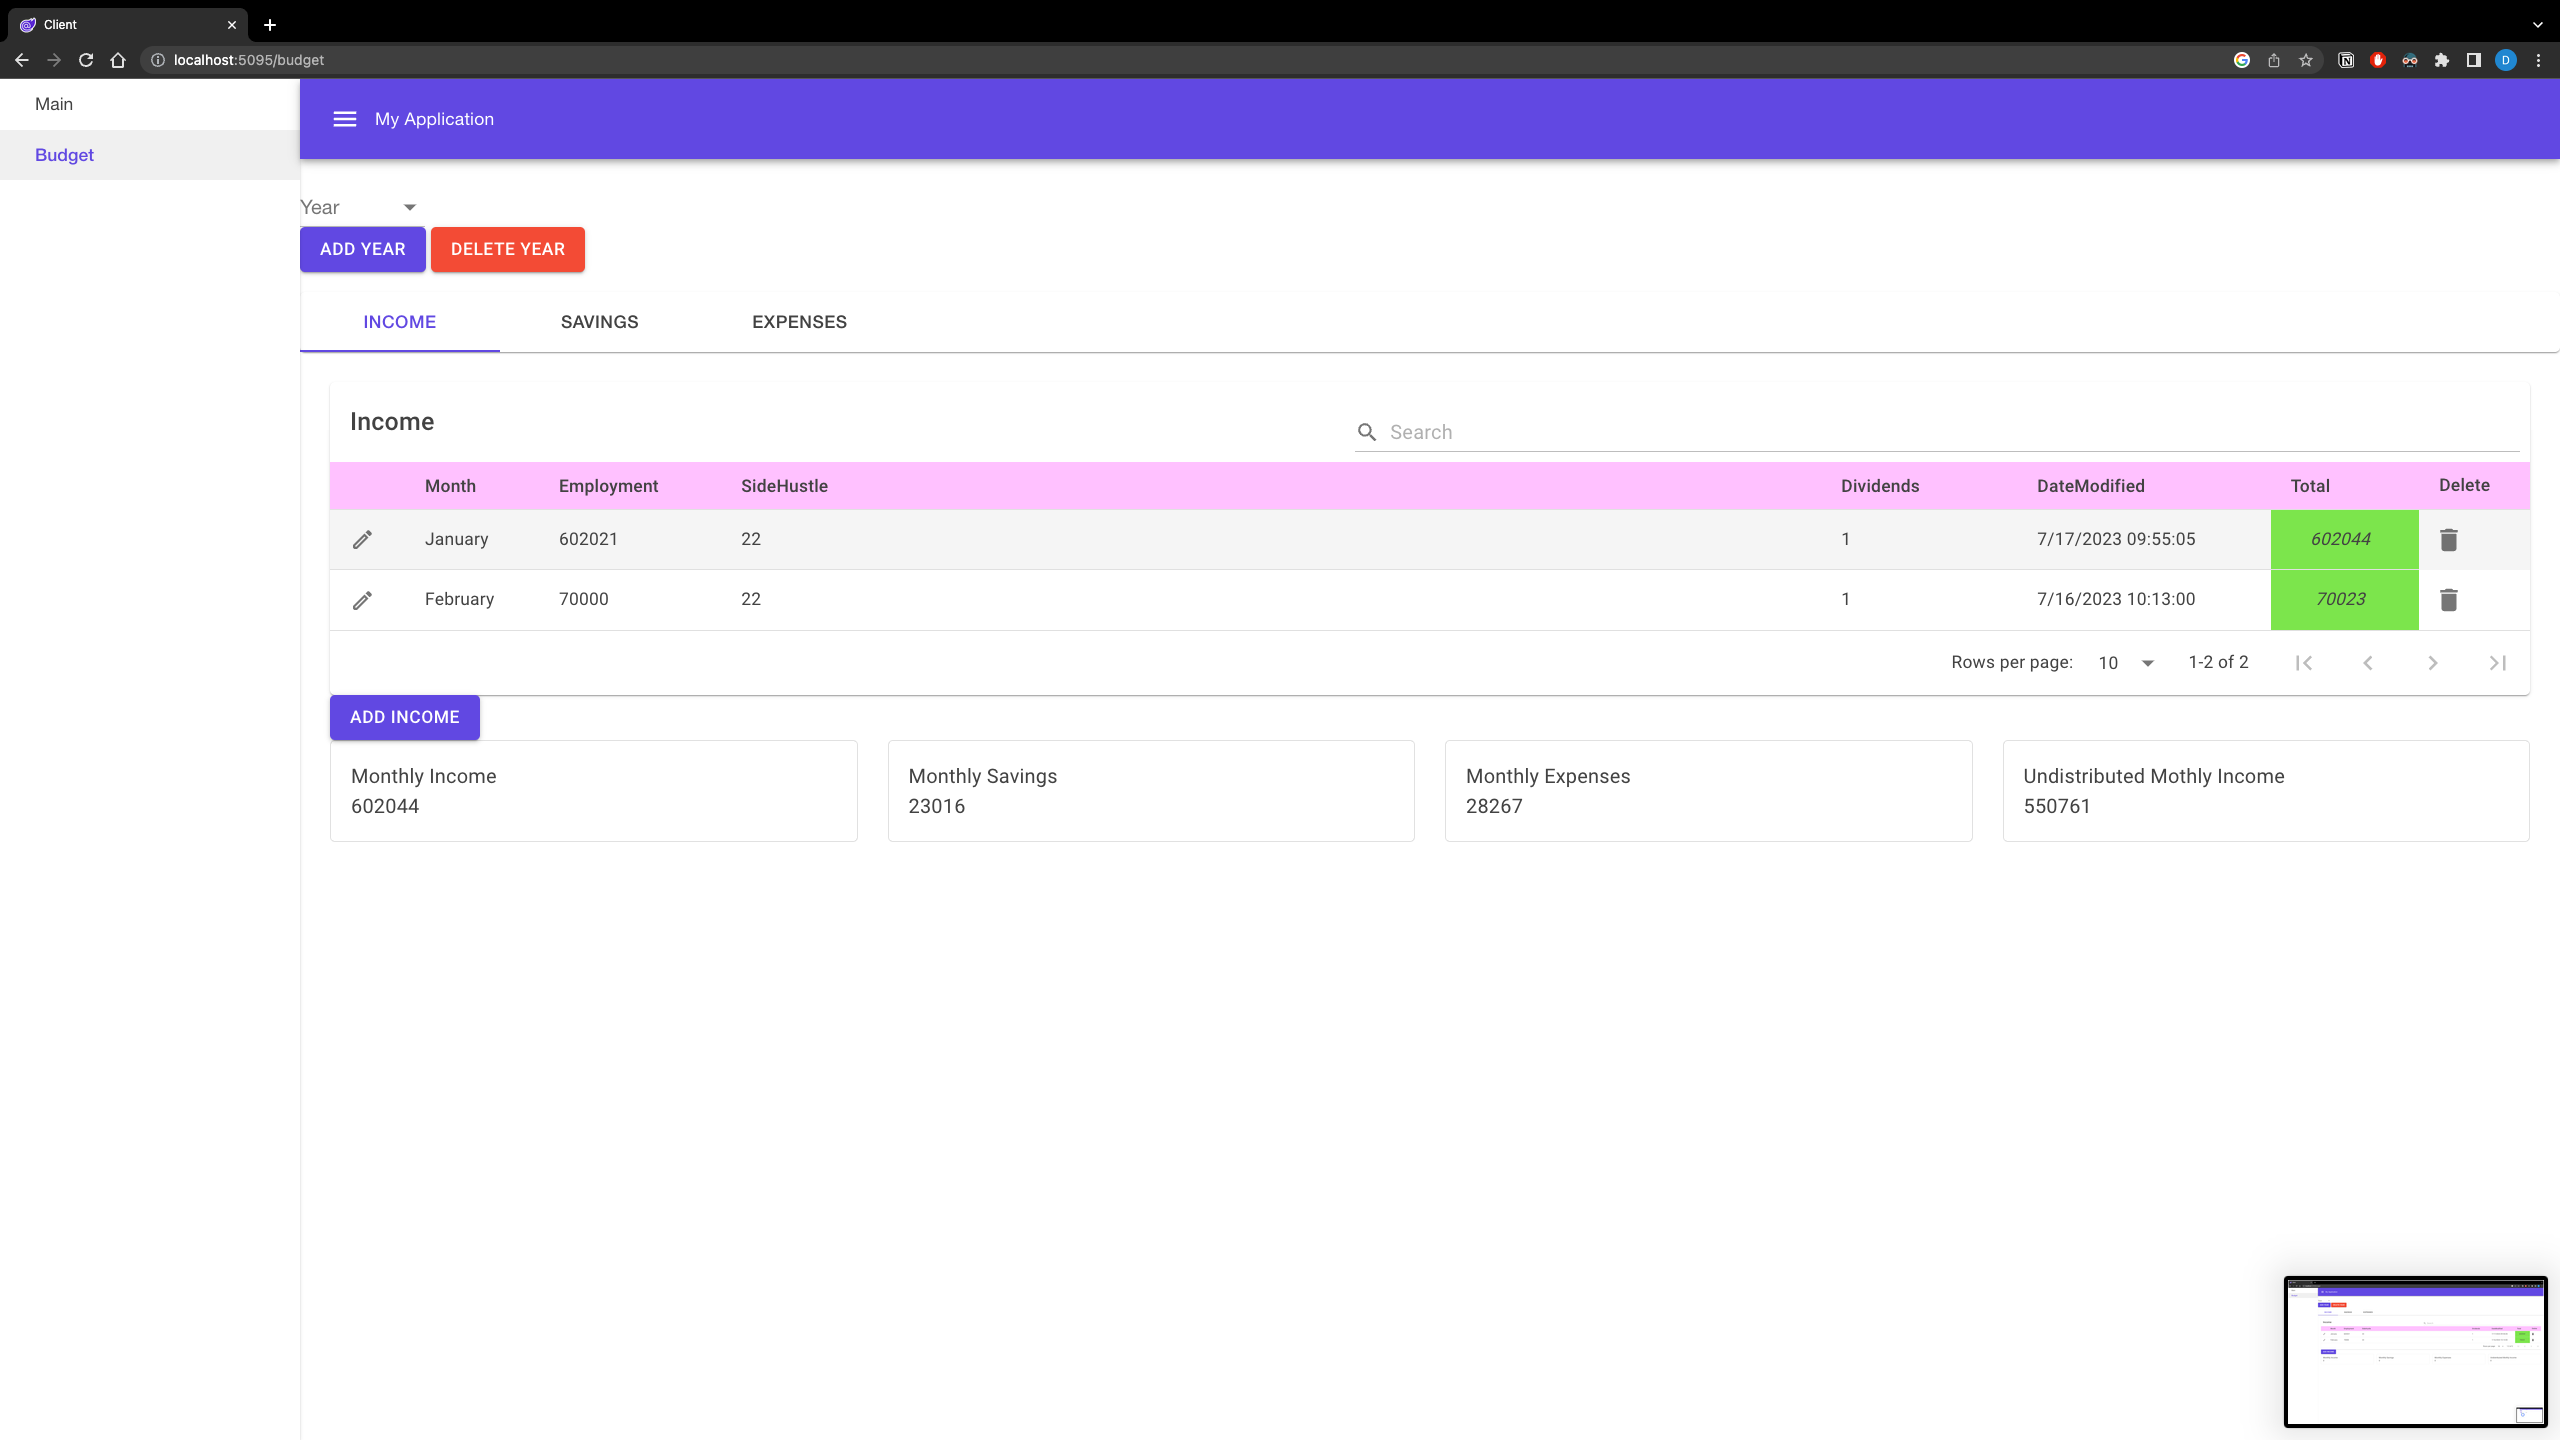 Client
localhost:5095/budget
D
Main
Budget
My Application
Year
ADD YEAR DELETE YEAR
INCOME SAVINGS EXPENSES
Income
Search
Month Employment SideHustle Dividends DateModified Total Delete
January 602021 22 1 7/17/2023 09:55:05 602044
February 70000 22 1 7/16/2023 10:13:00 70023
Rows per page: 10 1-2 of 2
ADD INCOME
Monthly Income Monthly Savings Monthly Expenses Undistributed Mothly Income
602044 23016 28267 550761